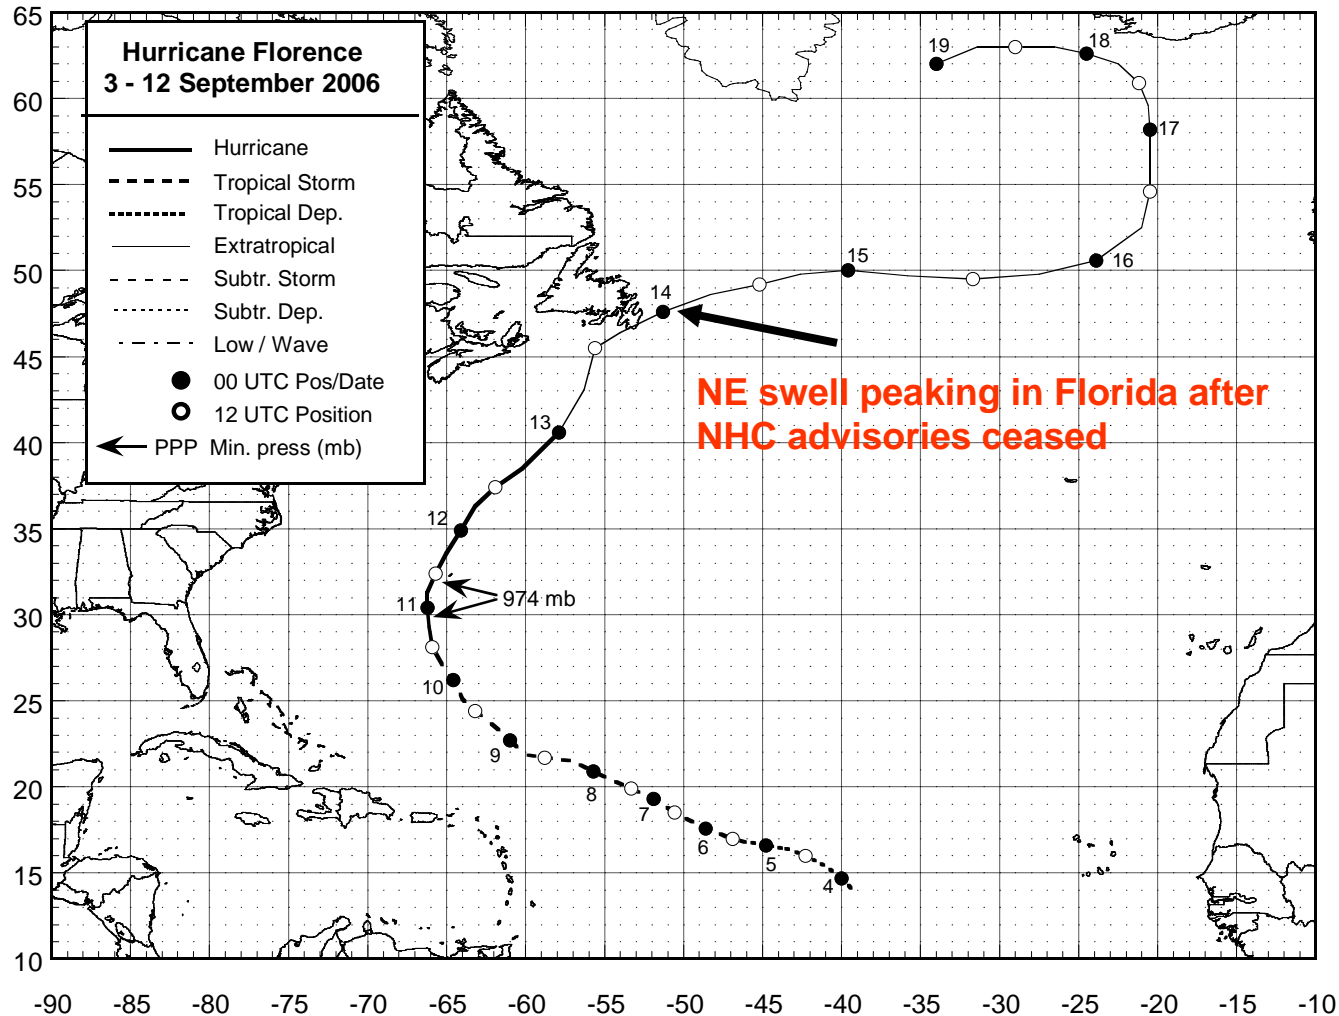 65
60
55
50
45
40
35
30
25
20
15
10
Hurricane Florence
3 - 12 September 2006
Hurricane
Tropical Storm
Tropical Dep.
Extratropical
Subtr. Storm
Subtr. Dep.
Low / Wave
00 UTC Pos/Date
12 UTC Position
PPP Min. press (mb)
19
18
17
16
15
14
NE swell peaking in Florida after
NHC advisories ceased
13
12
11
974 mb
10
9
8
7
6
5
4
-90 -85 -80 -75 -70 -65 -60 -55 -50 -45 -40 -35 -30 -25 -20 -15 -10